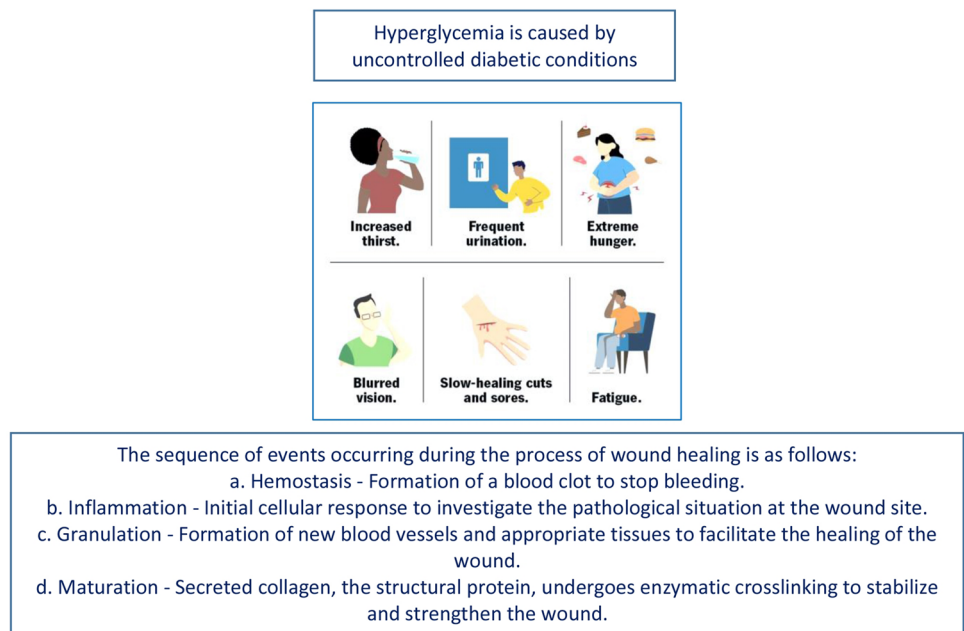 Hyperglycemia is caused by
uncontrolled diabetic conditions
Increased
thirst.
Frequent
urination.
Extreme
hunger.
Blurred
vision.
Slow-healing cuts
and sores.
Fatigue.
The sequence of events occurring during the process of wound healing is as follows:
a. Hemostasis - Formation of a blood clot to stop bleeding.
b. Inflammation - Initial cellular response to investigate the pathological situation at the wound site.
c. Granulation - Formation of new blood vessels and appropriate tissues to facilitate the healing of the
wound.
d. Maturation - Secreted collagen, the structural protein, undergoes enzymatic crosslinking to stabilize
and strengthen the wound.